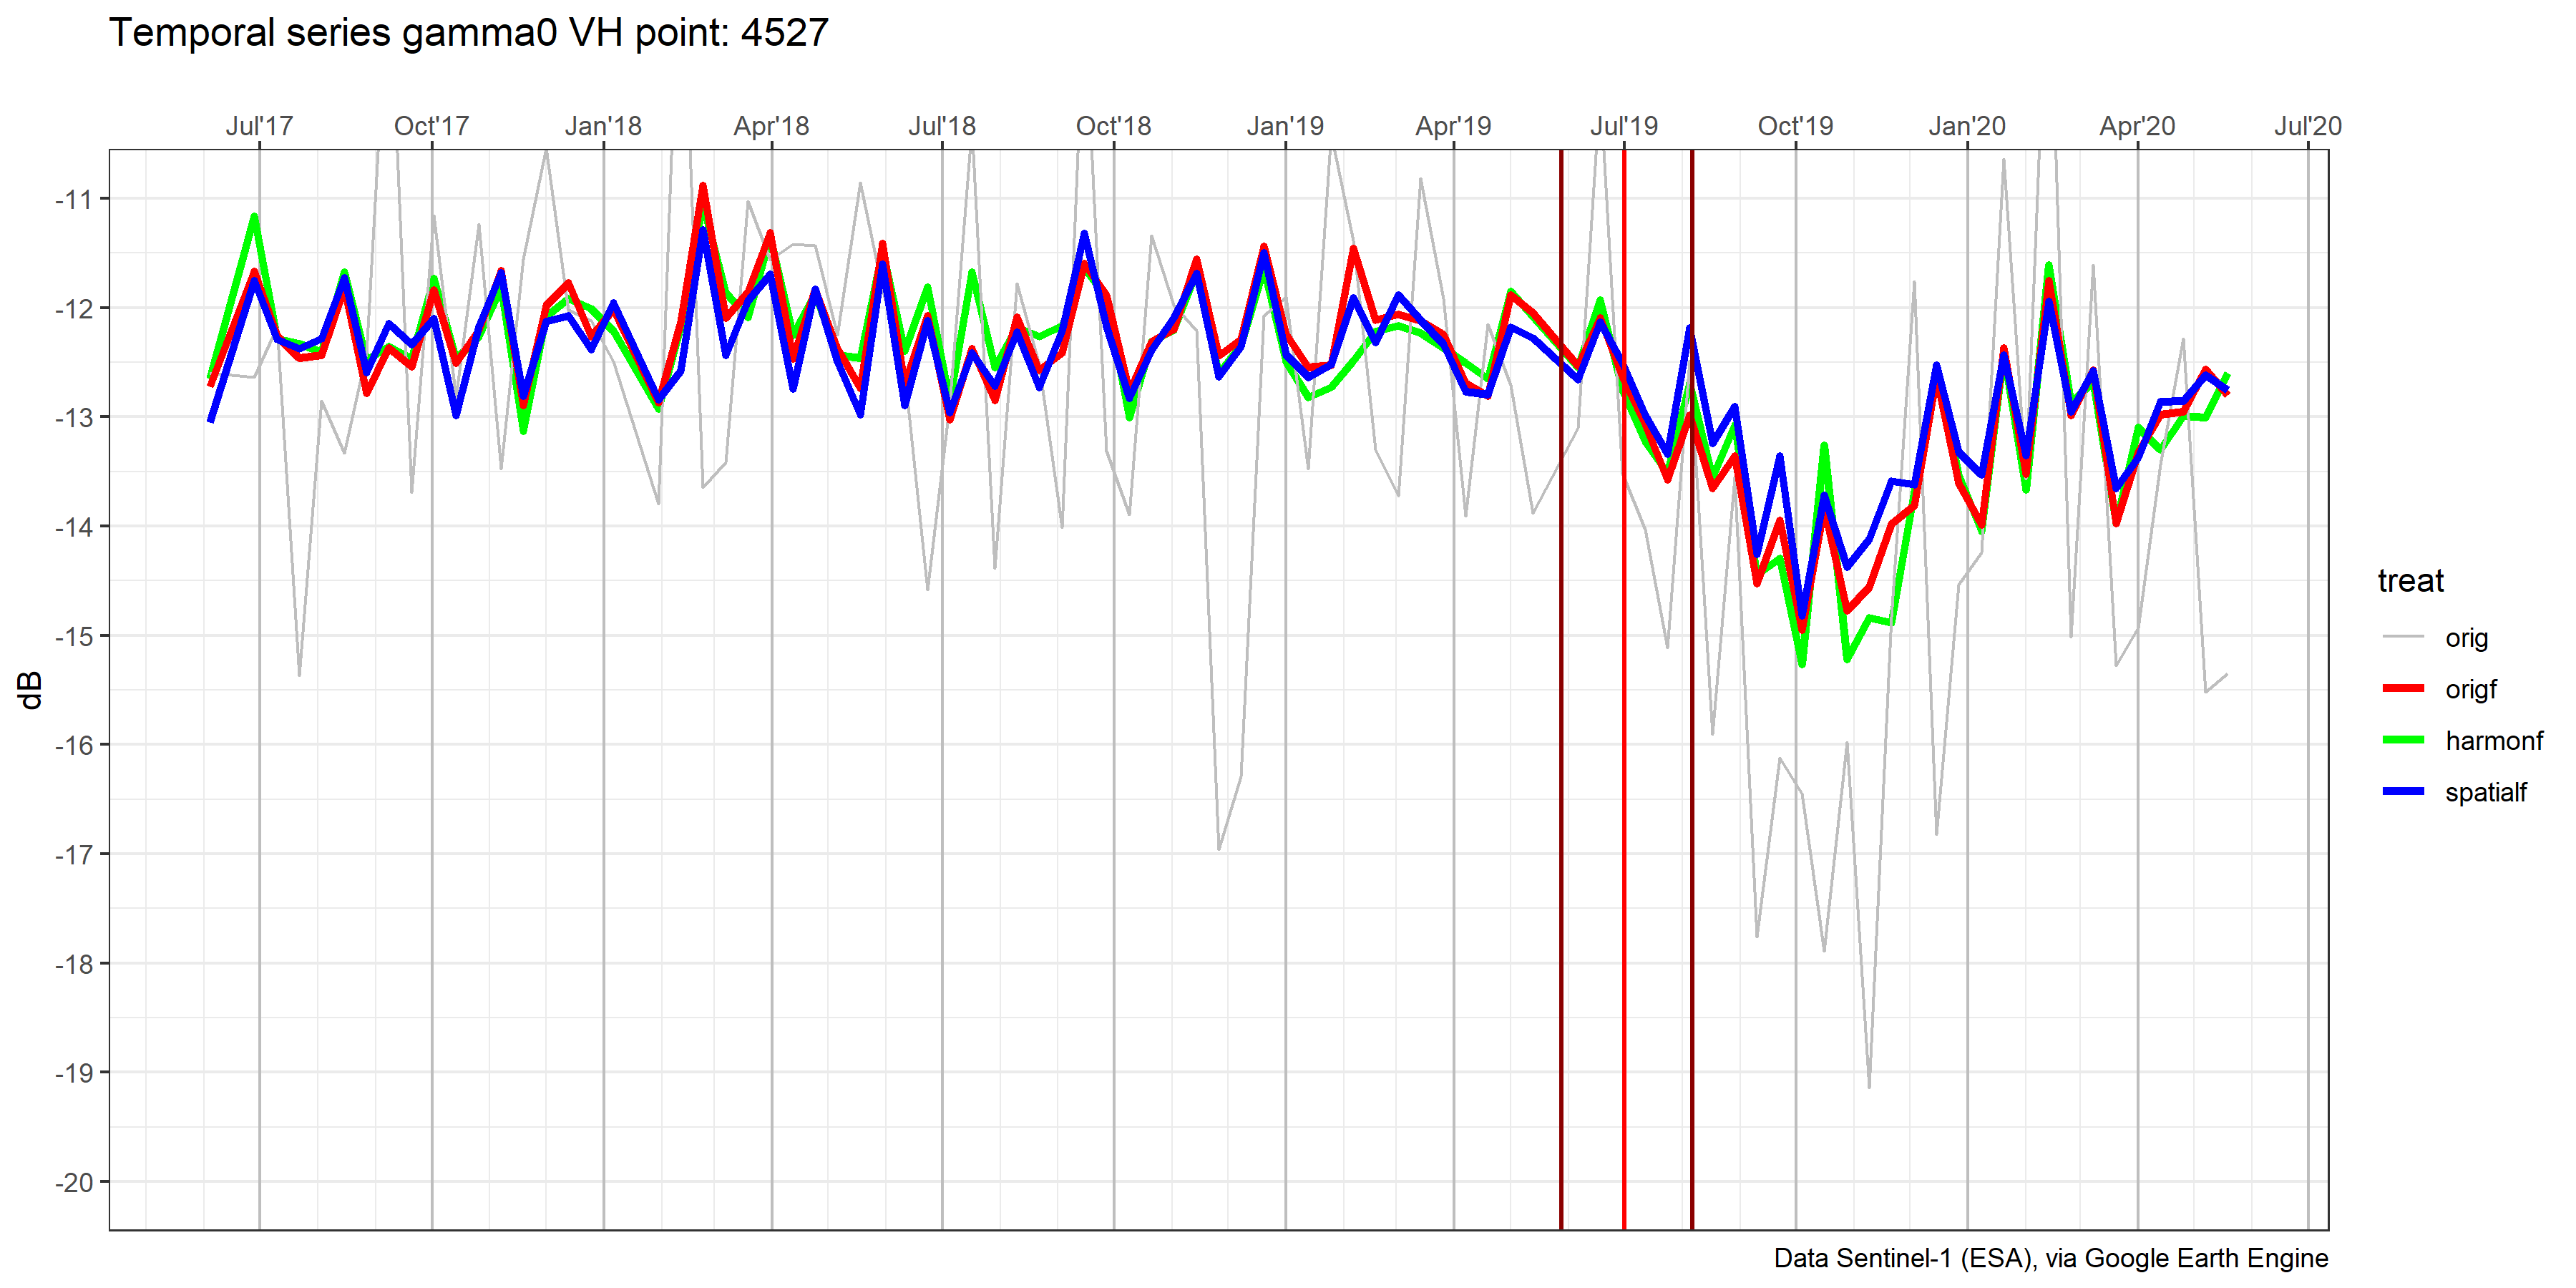 Temporal series gamma0 VH point: 4527
Jul'17 Oct'17 Jan'18 Apr'18 Jul'18 Oct'18 Jan'19 Apr'19 Jul'19 Oct'19 Jan'20 Apr'20 Jul'20
-11
-12
-13
-14
-15
-16
-17
-18
-19
-20
dB
treat
orig
origf
harmonf
spatialf
Data Sentinel-1 (ESA), via Google Earth Engine